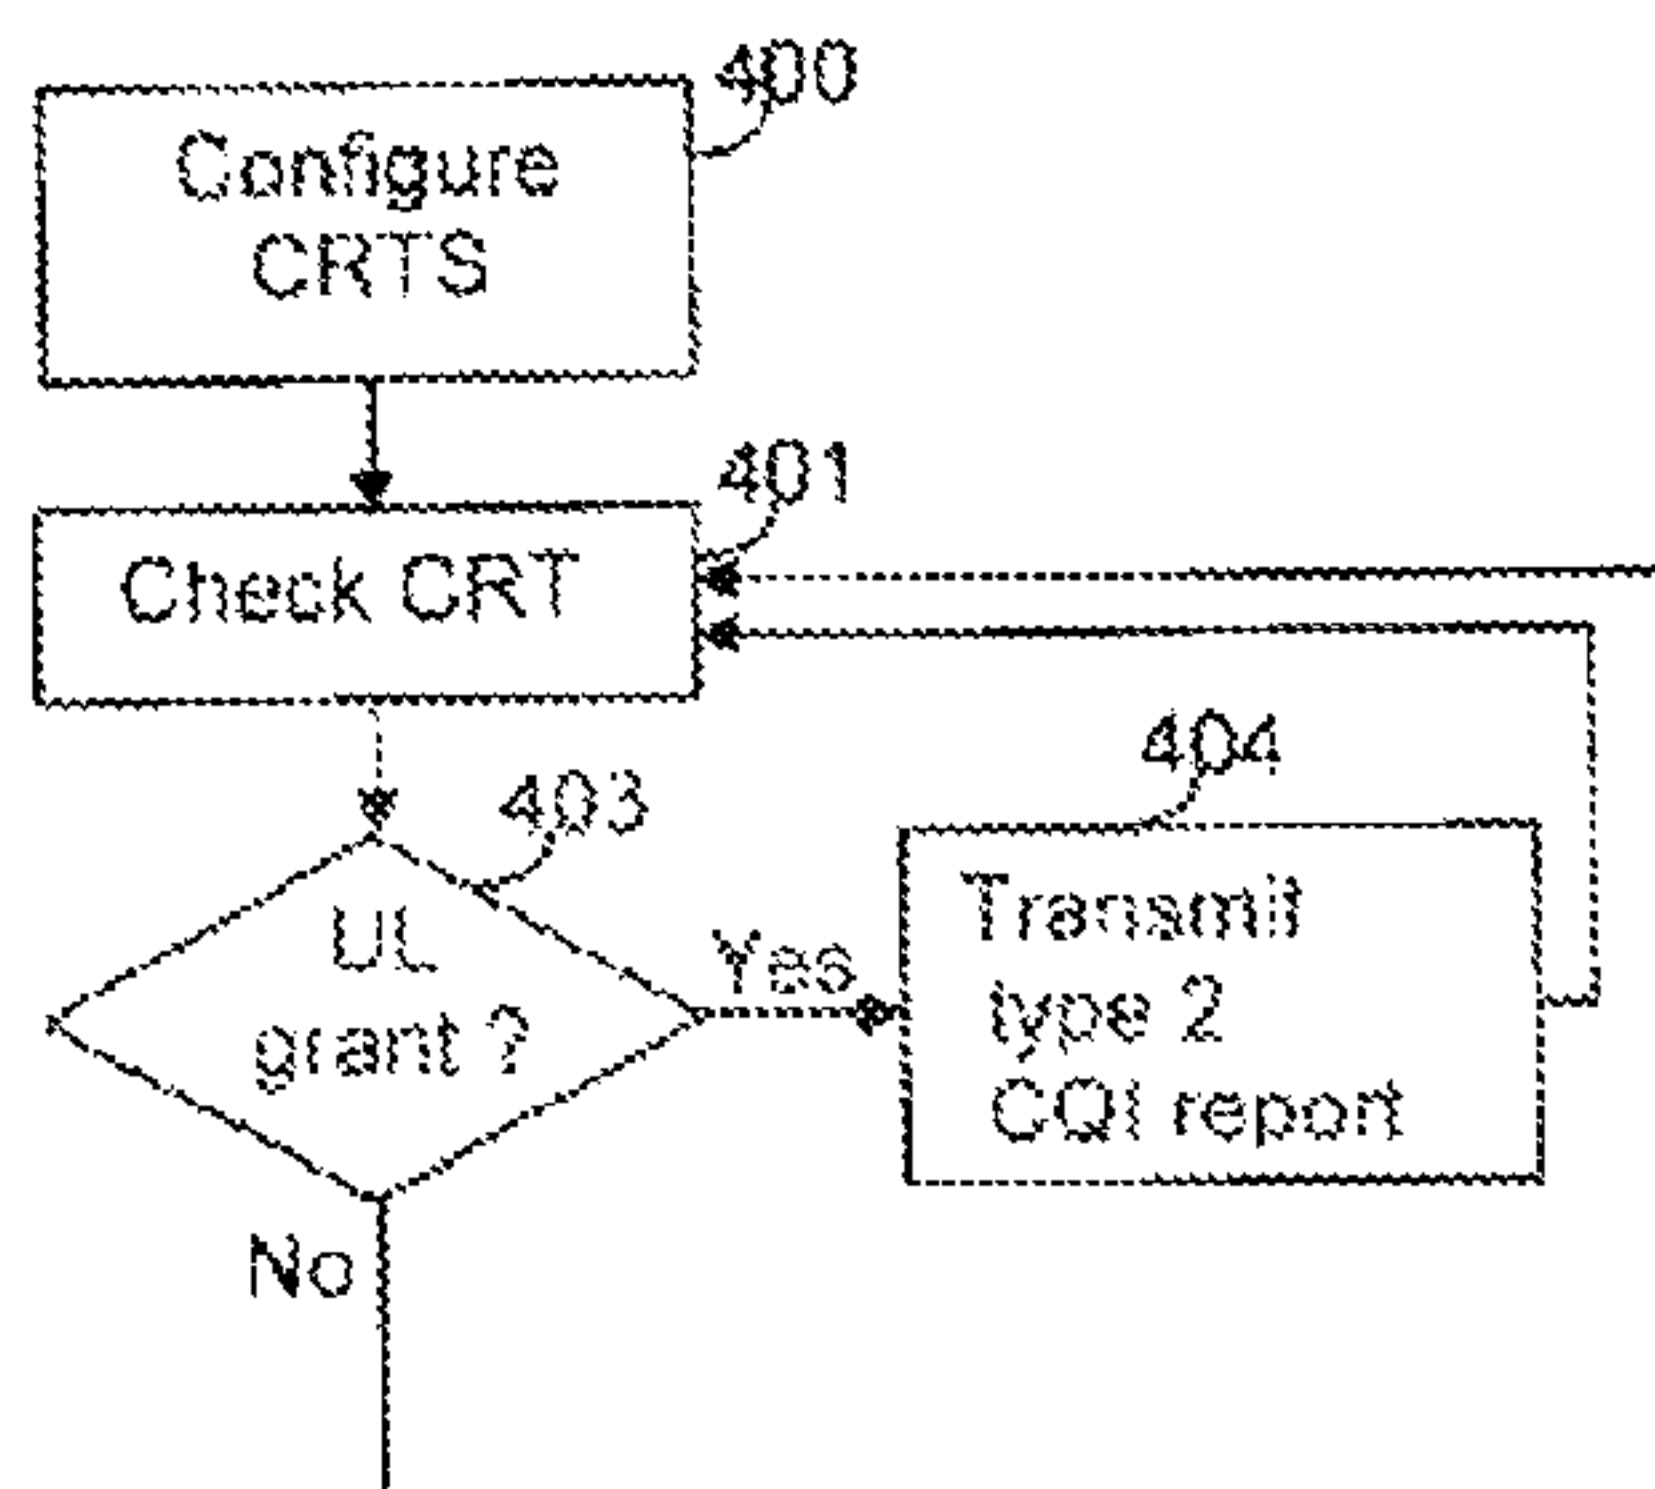 400
Configure
CRTS
401
Check CRT
403
404
UL
grant ?
Yes
Transmit
type 2
CQI report
No